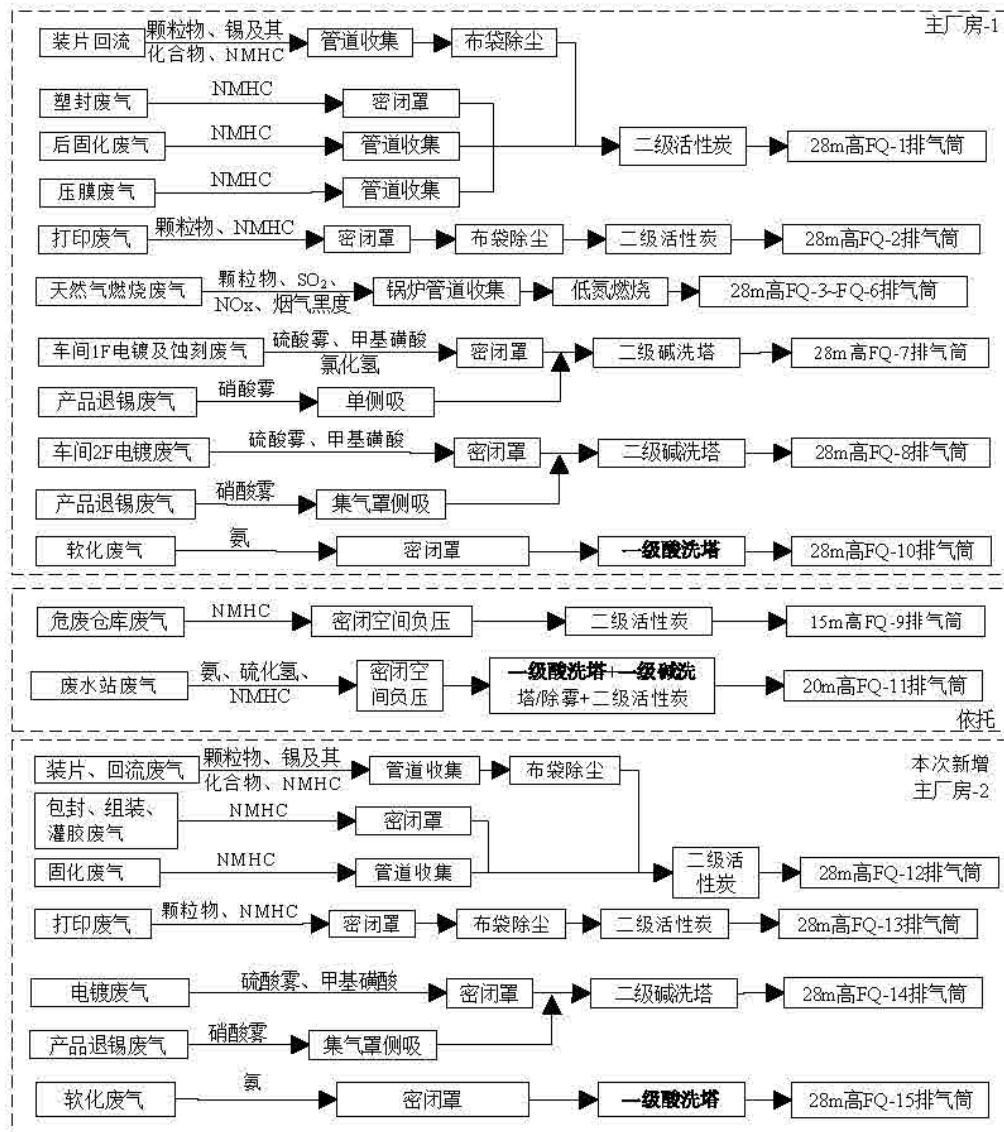 主厂房-1
装片回流
颗粒物、锡及其
化合物、NMHC
管道收集
布袋除尘
塑封废气
NMHC
密闭罩
后固化废气
NMHC
管道收集
二级活性炭
28m高FQ-1排气筒
压膜废气
NMHC
管道收集
打印废气
颗粒物、NMHC
密闭罩
布袋除尘
二级活性炭
28m高FQ-2排气筒
天然气燃烧废气
颗粒物、SO₂、
NOx、烟气黑度
锅炉管道收集
低氮燃烧
28m高FQ-3~FQ-6排气筒
车间1F电镀及蚀刻废气
硫酸雾、甲基磺酸
氯化氢
密闭罩
二级碱洗塔
28m高FQ-7排气筒
产品退锡废气
硝酸雾
单侧吸
车间2F电镀废气
硫酸雾、甲基磺酸
密闭罩
二级碱洗塔
28m高FQ-8排气筒
产品退锡废气
硝酸雾
集气罩侧吸
软化废气
氨
密闭罩
一级酸洗塔
28m高FQ-10排气筒
危废仓库废气
NMHC
密闭空间负压
二级活性炭
15m高FQ-9排气筒
废水站废气
氨、硫化氢、
NMHC
密闭空
间负压
一级酸洗塔+一级碱洗
塔/除雾+二级活性炭
20m高FQ-11排气筒
依托
本次新增
主厂房-2
装片、回流废气
颗粒物、锡及其
化合物、NMHC
管道收集
布袋除尘
包封、组装、
灌胶废气
NMHC
密闭罩
固化废气
NMHC
管道收集
二级活
性炭
28m高FQ-12排气筒
打印废气
颗粒物、NMHC
密闭罩
布袋除尘
二级活性炭
28m高FQ-13排气筒
电镀废气
硫酸雾、甲基磺酸
密闭罩
二级碱洗塔
28m高FQ-14排气筒
产品退锡废气
硝酸雾
集气罩侧吸
软化废气
氨
密闭罩
一级酸洗塔
28m高FQ-15排气筒